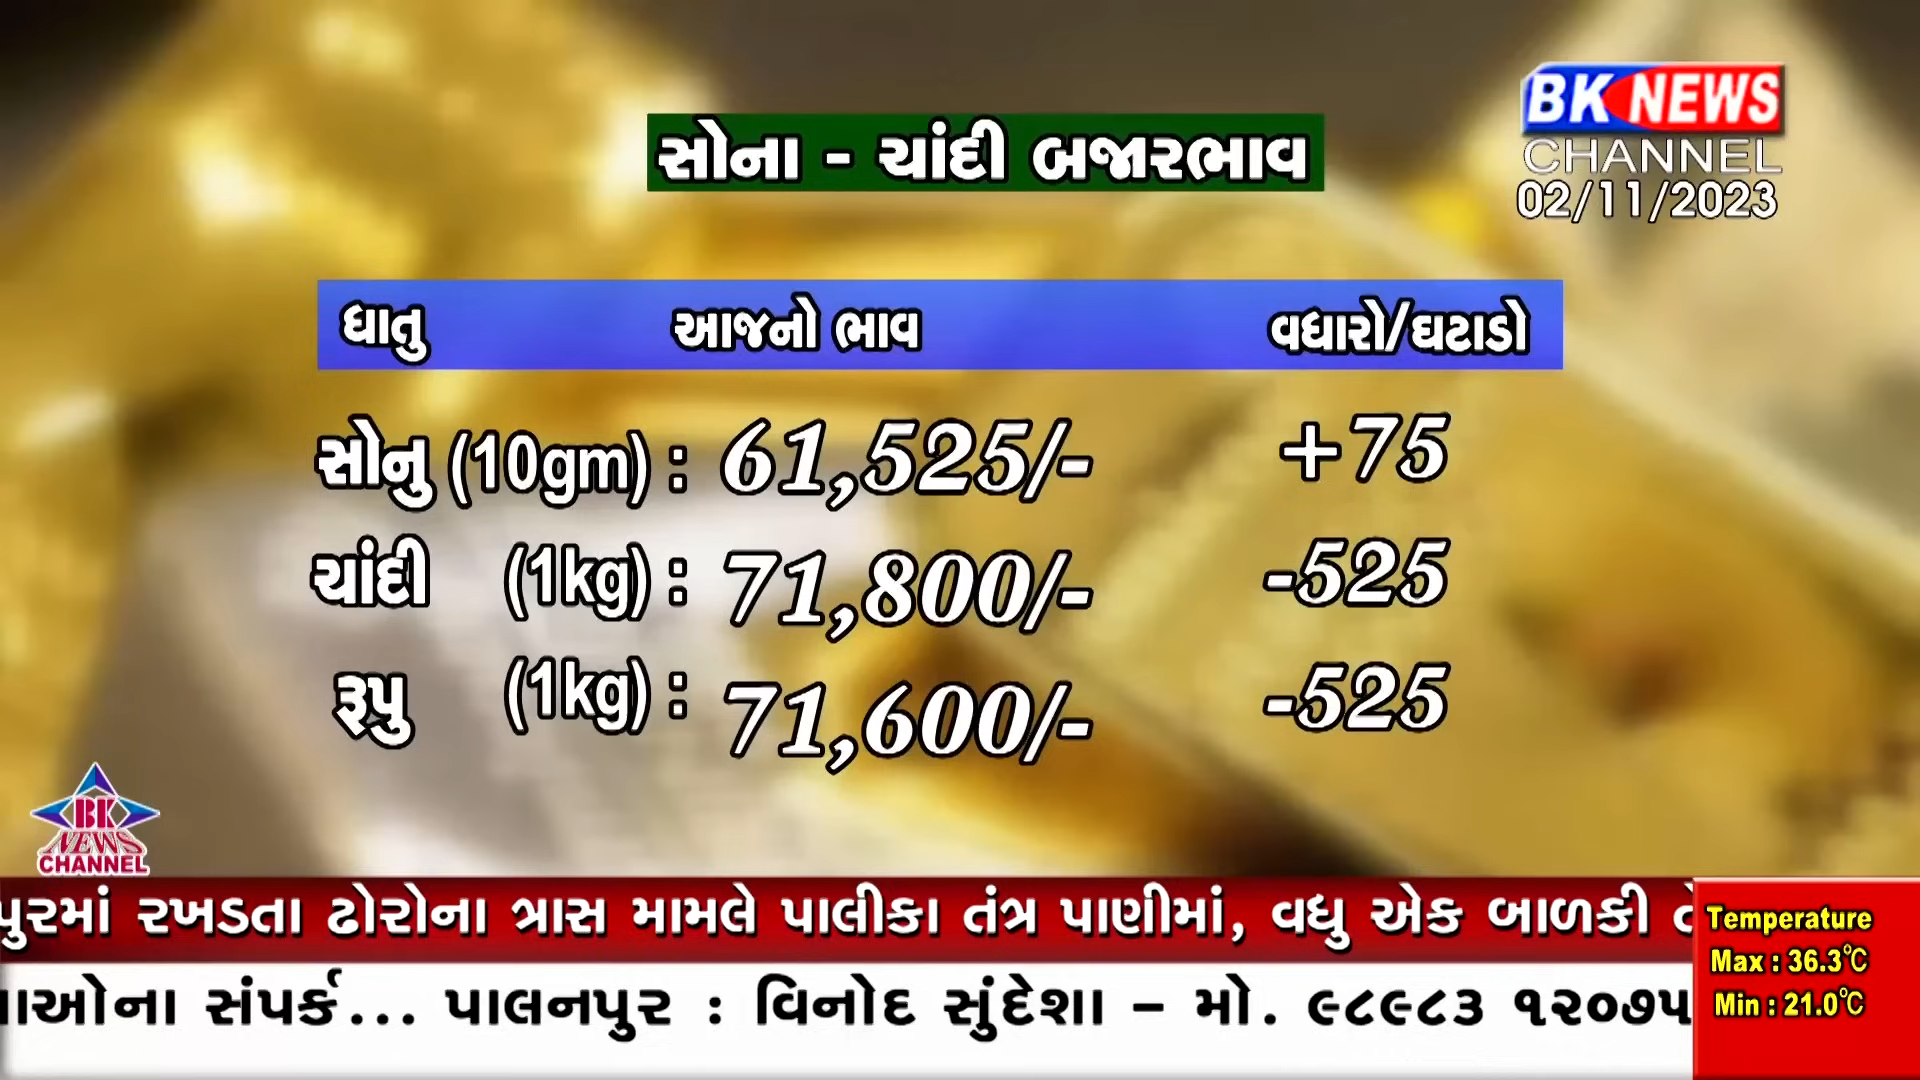 BK NEWS
CHANNEL
02/11/2023
સોના - ચાંદી બજારભાવ
ધાતુ આજનો ભાવ વધારો/ઘટાડો
સોનુ (10gm) : 61,525/- +75
ચાંદી (1kg) : 71,800/- -525
રૂપુ (1kg) : 71,600/- -525
BK
NEWS
CHANNEL
પુરમાં રખડતા ઢોરોના ત્રાસ મામલે પાલીકા તંત્ર પાણીમાં, વધુ એક બાળકી
સંપર્ક... પાલનપુર : વિનોદ સુંદેશા – મો. ૯૮૯૮૩ ૧૨૦૭૫
Temperature
Max : 36.3℃
Min : 21.0℃